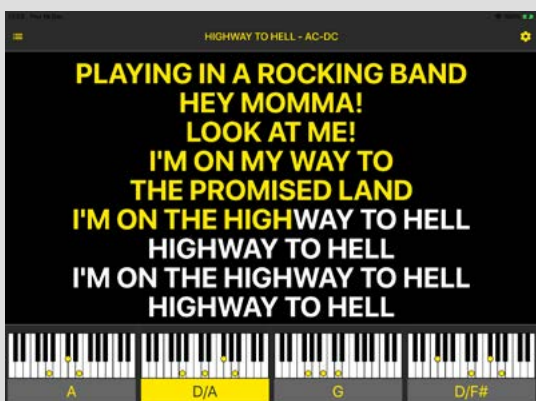 HIGHWAY TO HELL - AC-DC
PLAYING IN A ROCKING BAND
HEY MOMMA!
LOOK AT ME!
I'M ON MY WAY TO
THE PROMISED LAND
I'M ON THE HIGHWAY TO HELL
HIGHWAY TO HELL
I'M ON THE HIGHWAY TO HELL
HIGHWAY TO HELL
A
D/A
G
D/F#